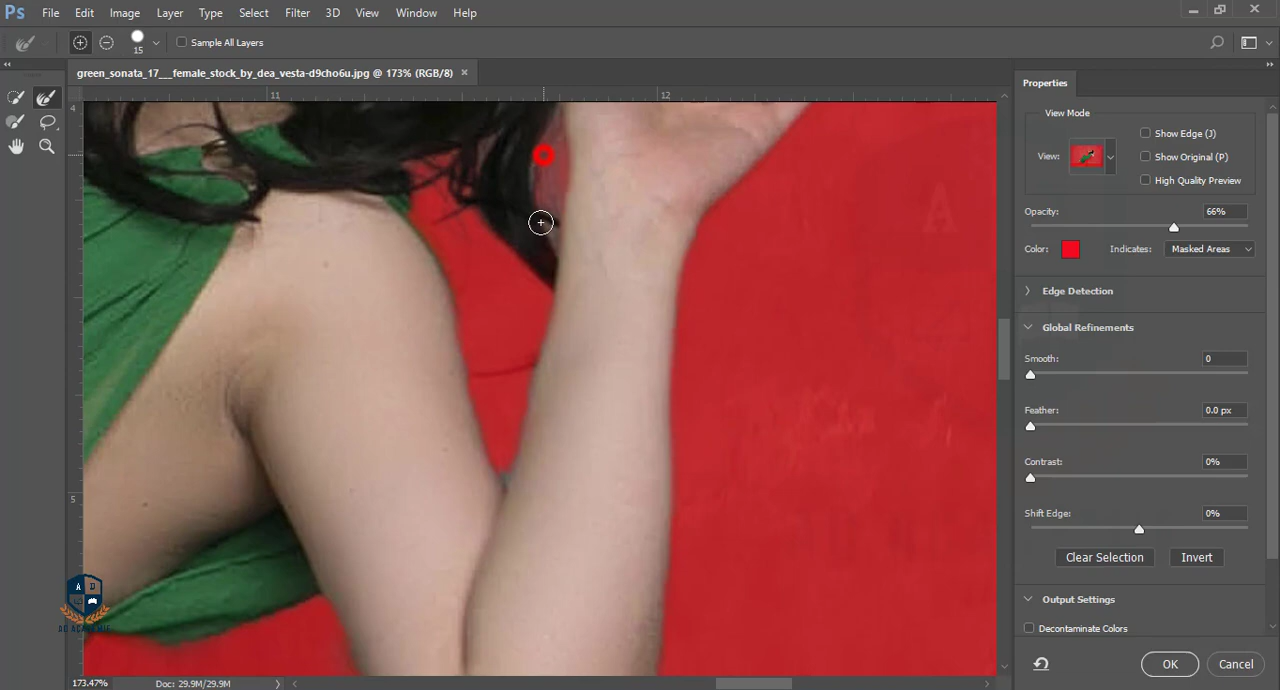 Ps File Edit Image Layer Type Select Filter 3D View Window Help
15 Sample All Layers
green_sonata_17___female_stock_by_dea_vesta-d9cho6u.jpg @ 173% (RGB/8)
11 12
4
5
Properties
View Mode
View:
Show Edge (J)
Show Original (P)
High Quality Preview
Opacity: 66%
Color: Indicates: Masked Areas
Edge Detection
Global Refinements
Smooth: 0
Feather: 0.0 px
Contrast: 0%
Shift Edge: 0%
Clear Selection Invert
Output Settings
Decontaminate Colors
OK Cancel
A D
173.47% Doc: 29.9M/29.9M